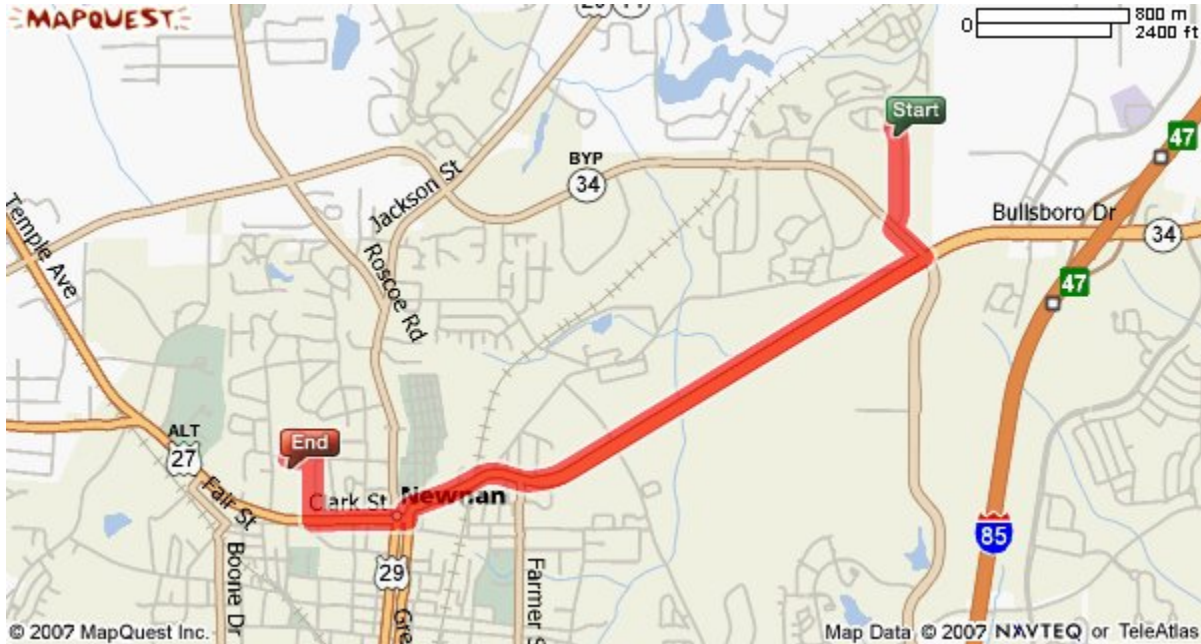 MAPQUEST
0
800 m
2400 ft
Start
47
BYP
34
Jackson St
Bullsboro Dr
34
Temple Ave
Roscoe Rd
47
ALT
27
End
Clark St
Newnan
Fair St
85
29
Boone Dr
Farmer S
Gre
© 2007 MapQuest Inc.
Map Data © 2007 NAVTEQ or TeleAtlas